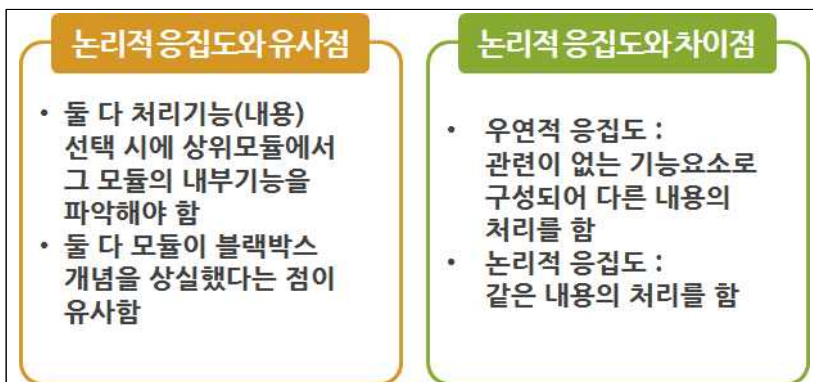 논리적 응집도와 유사점
• 둘 다 처리기능(내용)
선택 시에 상위모듈에서
그 모듈의 내부기능을
파악해야 함
• 둘 다 모듈이 블랙박스
개념을 상실했다는 점이
유사함
논리적 응집도와 차이점
• 우연적 응집도 :
관련이 없는 기능요소로
구성되어 다른 내용의
처리를 함
• 논리적 응집도 :
같은 내용의 처리를 함